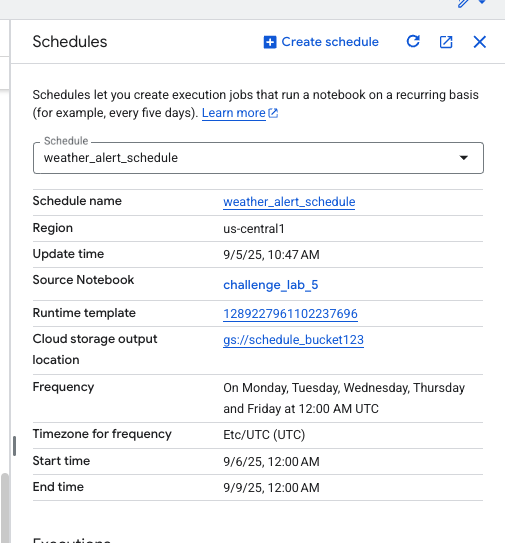 Schedules
Create schedule
Schedules let you create execution jobs that run a notebook on a recurring basis
(for example, every five days). Learn more
Schedule
weather_alert_schedule
Schedule name weather_alert_schedule
Region us-central1
Update time 9/5/25, 10:47 AM
Source Notebook challenge_lab_5
Runtime template 1289227961102237696
Cloud storage output gs://schedule_bucket123
location
Frequency On Monday, Tuesday, Wednesday, Thursday
and Friday at 12:00 AM UTC
Timezone for frequency Etc/UTC (UTC)
Start time 9/6/25, 12:00 AM
End time 9/9/25, 12:00 AM
Executions